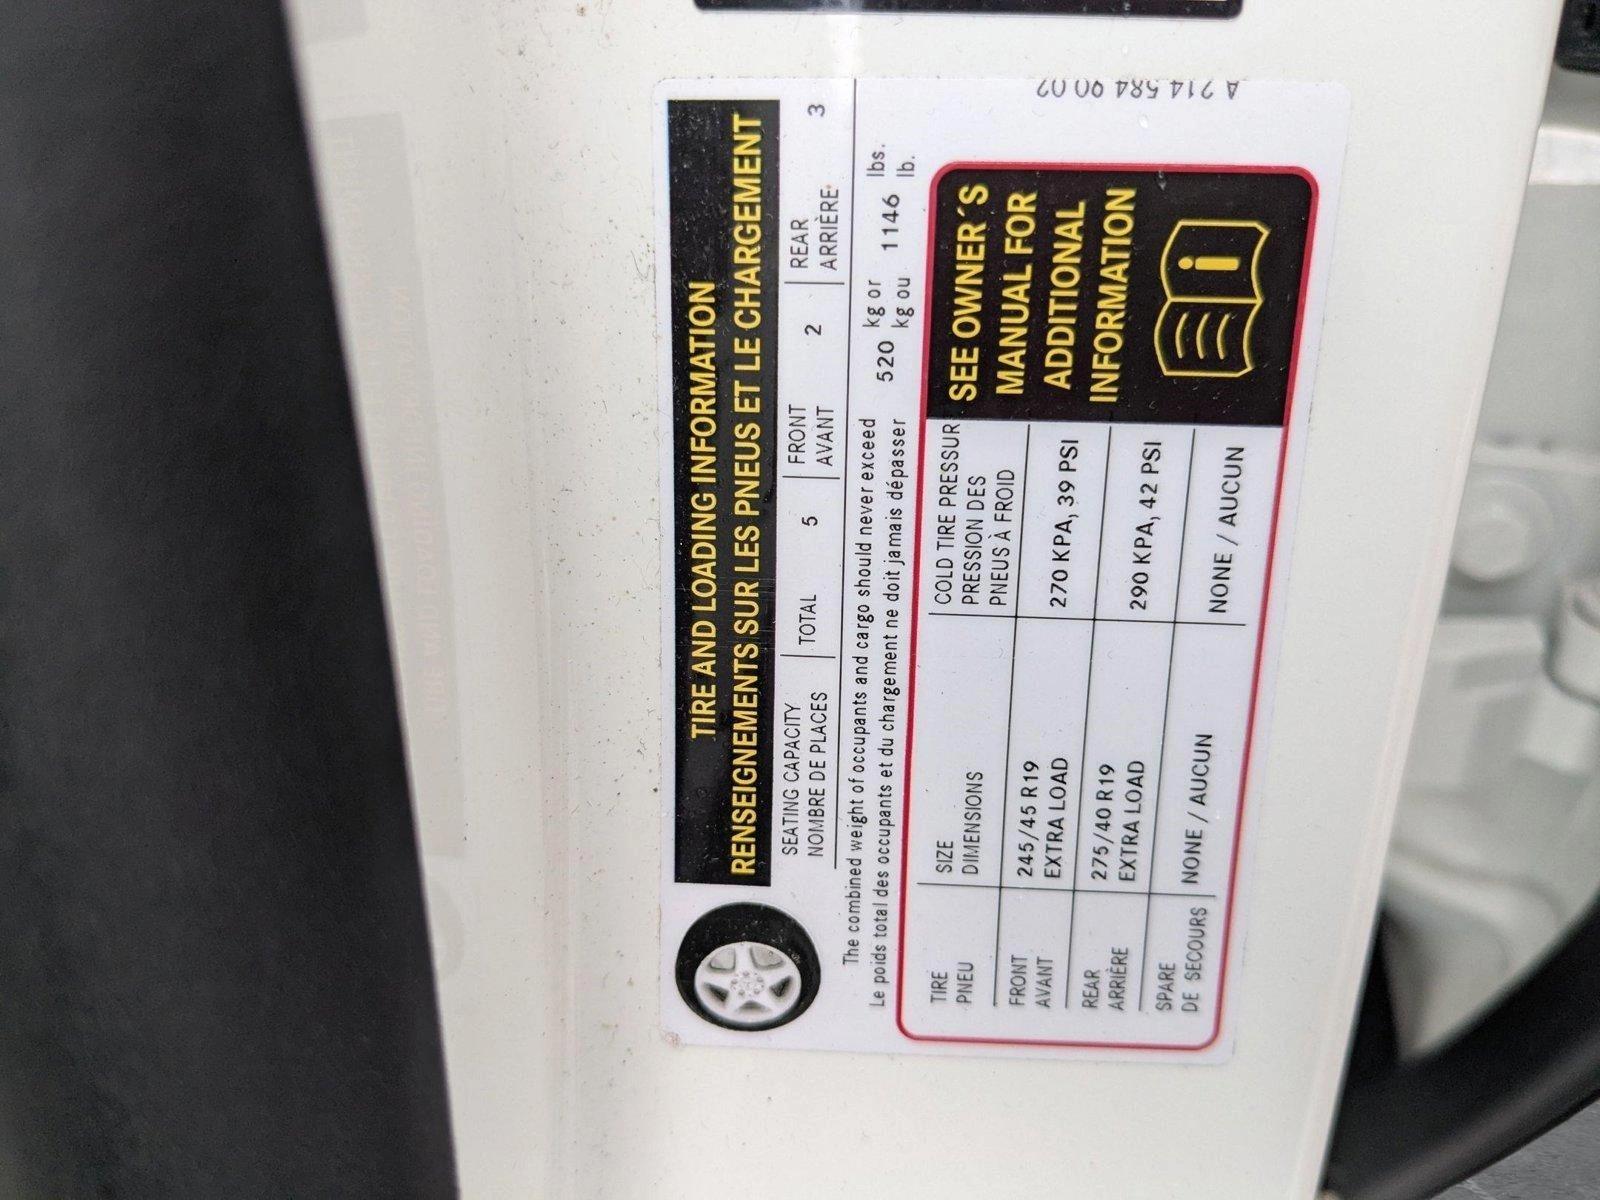 TIRE AND LOADING INFORMATION
RENSEIGNEMENTS SUR LES PNEUS ET LE CHARGEMENT
SEATING CAPACITY TOTAL 5 FRONT 2 REAR 3
NOMBRE DE PLACES AVANT ARRIÈRE
The combined weight of occupants and cargo should never exceed 520 kg or 1146 lbs.
Le poids total des occupants et du chargement ne doit jamais dépasser kg ou lb.
TIRE SIZE COLD TIRE PRESSUR
PNEU DIMENSIONS PRESSION DES
PNEUS À FROID
FRONT 245/45 R19 270 KPA, 39 PSI
AVANT EXTRA LOAD
REAR 275/40 R19 290 KPA, 42 PSI
ARRIÈRE EXTRA LOAD
SPARE NONE / AUCUN NONE / AUCUN
DE SECOURS
SEE OWNER´S
MANUAL FOR
ADDITIONAL
INFORMATION
A 214 584 90 02